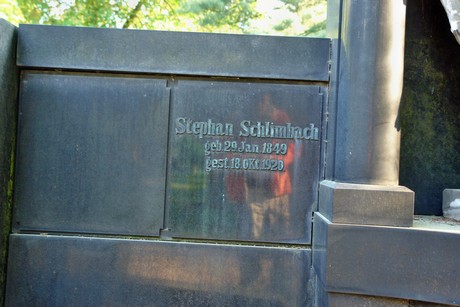 Stephan Schlimbach
geb. 29. Jan. 1849
gest. 18. Okt. 1920.